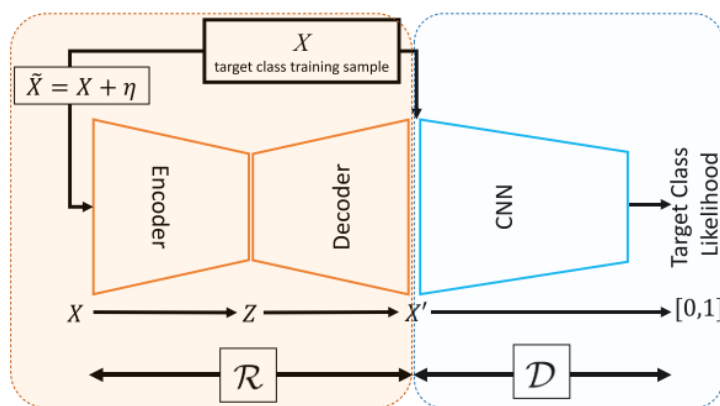 X
target class training sample
X̃ = X + η
Encoder
Decoder
CNN
Target Class
Likelihood
X
Z
X′
[0,1]
ℛ
𝒟